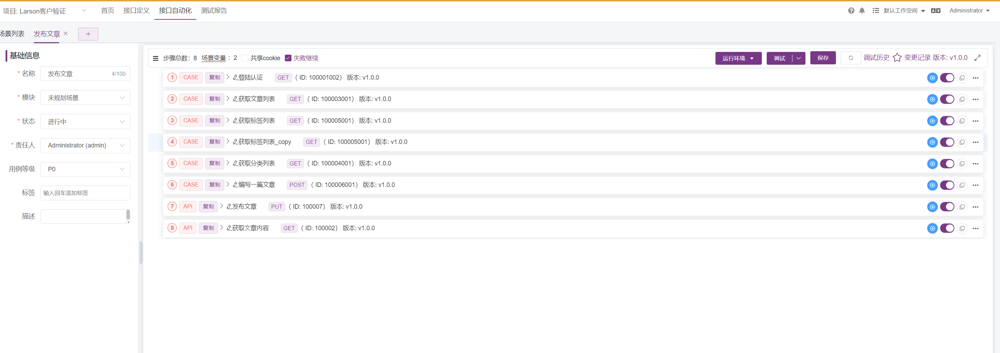 项目: Larson客户验证 首页 接口定义 接口自动化 测试报告 默认工作空间 Administrator
场景列表 发布文章 × +
基础信息
* 名称 发布文章 4/100
* 模块 未规划场景
* 状态 进行中
* 责任人 Administrator (admin)
用例等级 P0
标签 输入回车添加标签
描述
步骤总数: 8 场景变量 : 2 共享cookie 失败继续 运行环境 调试 保存 调试历史 变更记录 版本: v1.0.0
1 CASE 复制 登陆认证 GET ( ID: 100001002) 版本: v1.0.0
2 CASE 复制 获取文章列表 GET ( ID: 100003001) 版本: v1.0.0
3 CASE 复制 获取标签列表 GET ( ID: 100005001) 版本: v1.0.0
4 CASE 复制 获取标签列表_copy GET ( ID: 100005001) 版本: v1.0.0
5 CASE 复制 获取分类列表 GET ( ID: 100004001) 版本: v1.0.0
6 CASE 复制 编写一篇文章 POST ( ID: 100006001) 版本: v1.0.0
7 API 复制 发布文章 PUT ( ID: 100007) 版本: v1.0.0
8 API 复制 获取文章内容 GET ( ID: 100002) 版本: v1.0.0